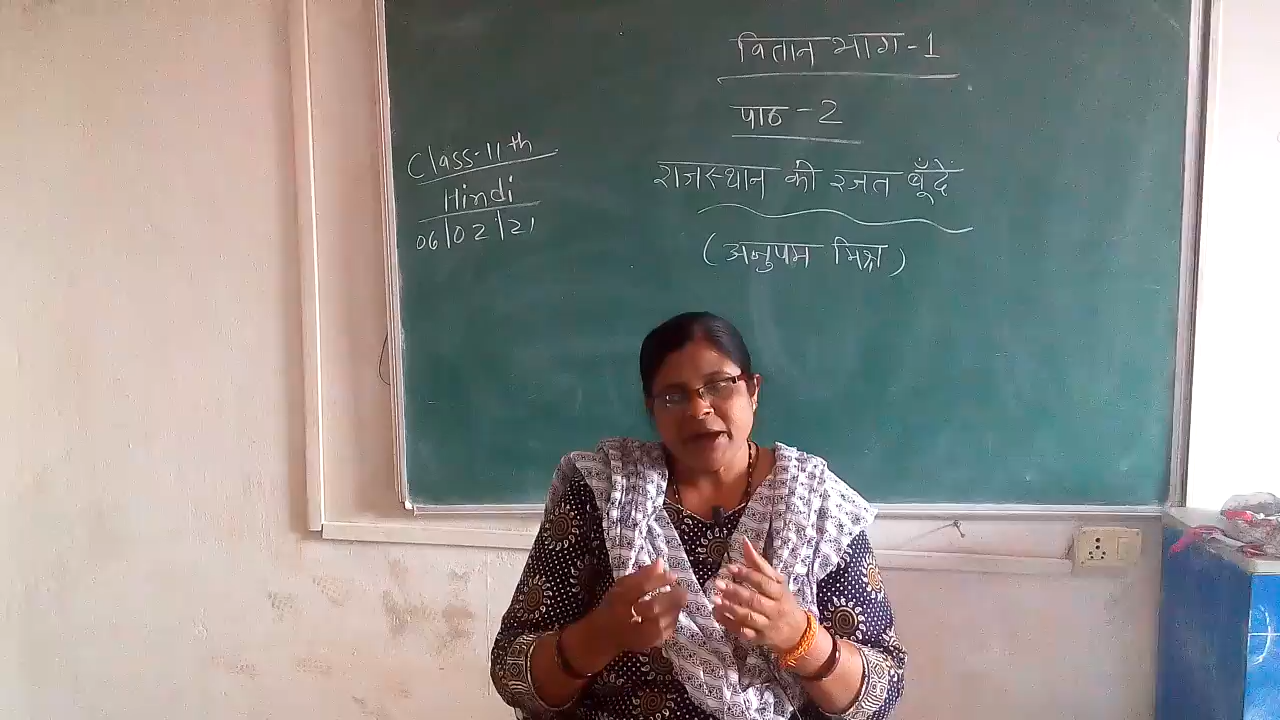 Class-11th
Hindi
06/02/21
वितान भाग-1
पाठ-2
राजस्थान की रजत बूँदें
(अनुपम मिश्र)